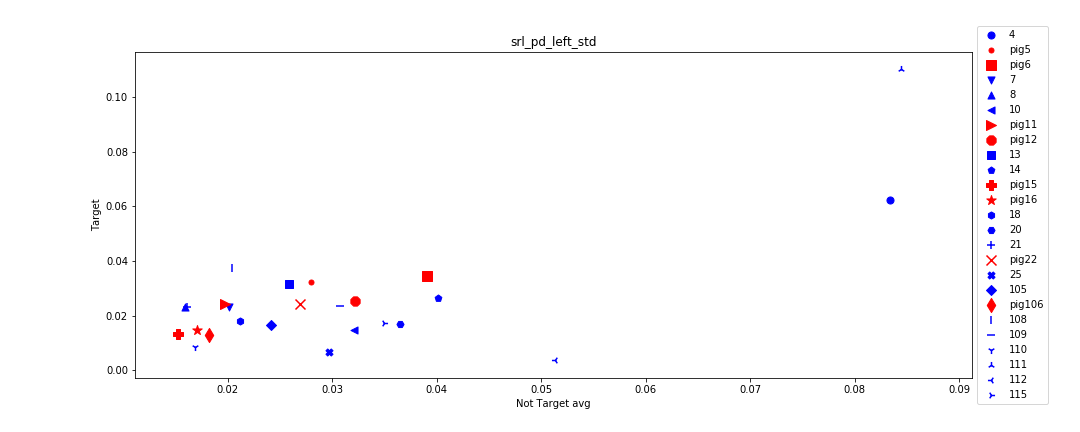 srl_pd_left_std
0.10
0.08
0.06
0.04
0.02
0.00
Target
0.02
0.03
0.04
0.05
0.06
0.07
0.08
0.09
Not Target avg
4
pig5
pig6
7
8
10
pig11
pig12
13
14
pig15
pig16
18
20
21
pig22
25
105
pig106
108
109
110
111
112
115